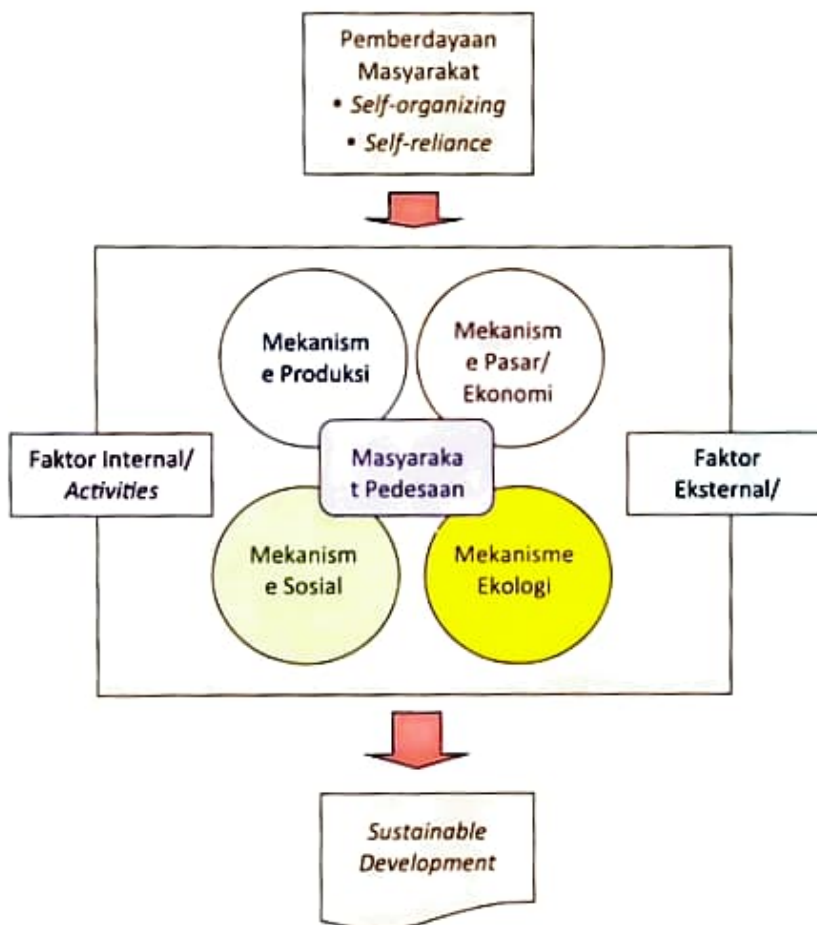 Pemberdayaan
Masyarakat
• Self-organizing
• Self-reliance
Mekanism
e Produksi
Mekanism
e Pasar/
Ekonomi
Faktor Internal/
Activities
Masyaraka
t Pedesaan
Faktor
Eksternal/
Mekanism
e Sosial
Mekanisme
Ekologi
Sustainable
Development